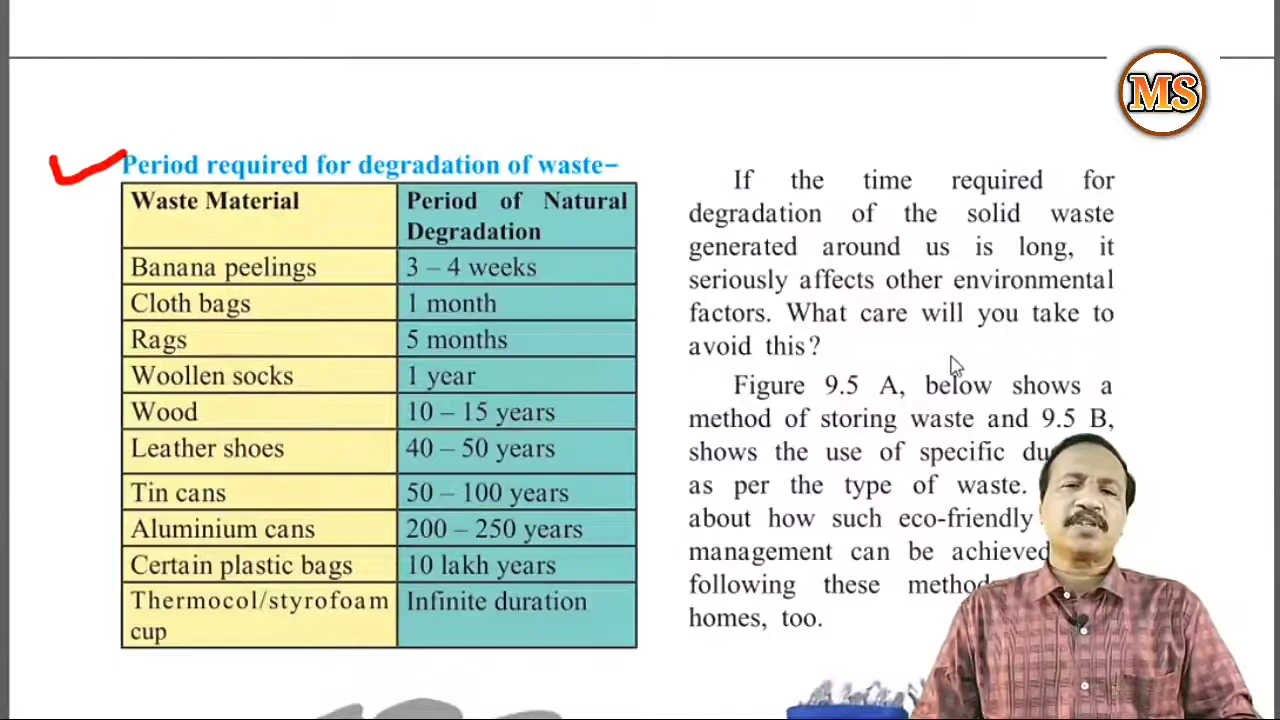 MS
Period required for degradation of waste–
Waste Material
Period of Natural
Degradation
Banana peelings
3 – 4 weeks
Cloth bags
1 month
Rags
5 months
Woollen socks
1 year
Wood
10 – 15 years
Leather shoes
40 – 50 years
Tin cans
50 – 100 years
Aluminium cans
200 – 250 years
Certain plastic bags
10 lakh years
Thermocol/styrofoam
cup
Infinite duration
If the time required for
degradation of the solid waste
generated around us is long, it
seriously affects other environmental
factors. What care will you take to
avoid this?
Figure 9.5 A, below shows a
method of storing waste and 9.5 B,
shows the use of specific
as per the type of waste.
about how such eco-friendly
management can be achieved
following these
homes, too.